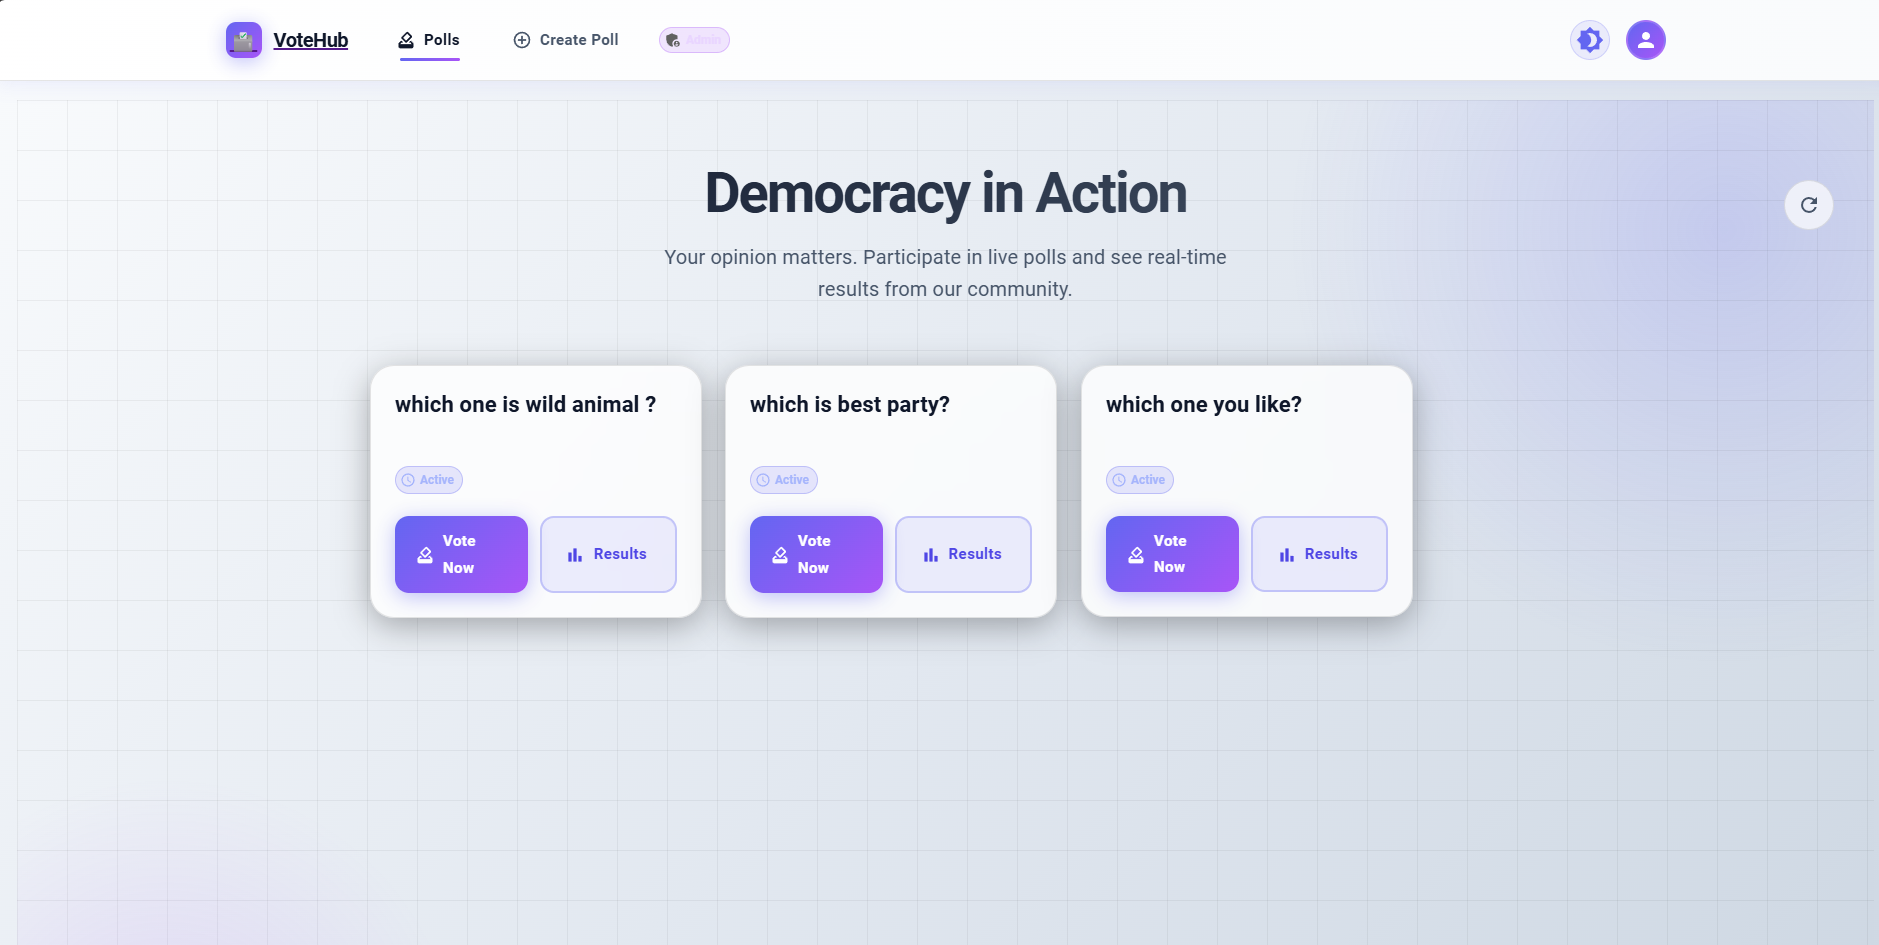 VoteHub
Polls
Create Poll
Admin
Democracy in Action
Your opinion matters. Participate in live polls and see real-time
results from our community.
which one is wild animal ?
Active
Vote
Now
Results
which is best party?
Active
Vote
Now
Results
which one you like?
Active
Vote
Now
Results